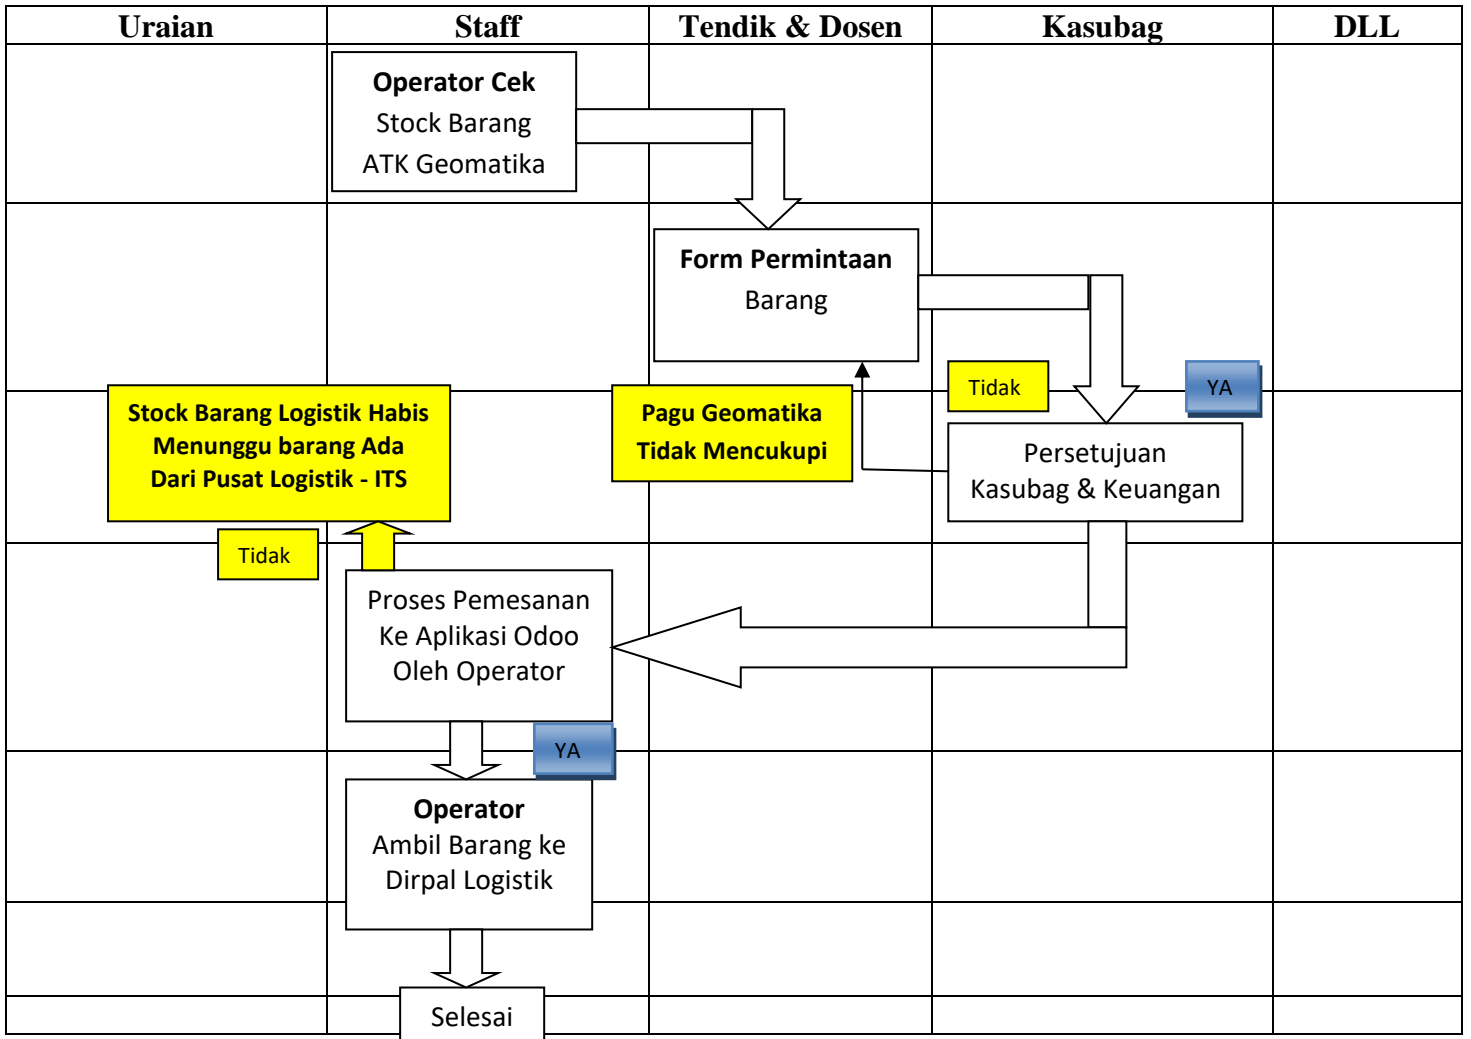 Uraian
Staff
Tendik & Dosen
Kasubag
DLL
Operator Cek
Stock Barang
ATK Geomatika
Form Permintaan
Barang
Tidak
YA
Stock Barang Logistik Habis
Menunggu barang Ada
Dari Pusat Logistik - ITS
Pagu Geomatika
Tidak Mencukupi
Persetujuan
Kasubag & Keuangan
Tidak
Proses Pemesanan
Ke Aplikasi Odoo
Oleh Operator
YA
Operator
Ambil Barang ke
Dirpal Logistik
Selesai